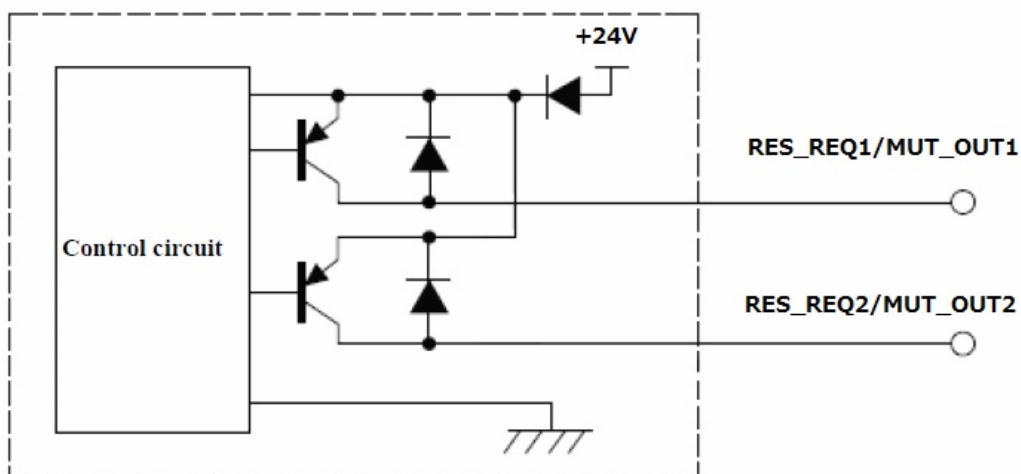 +24V
RES_REQ1/MUT_OUT1
Control circuit
RES_REQ2/MUT_OUT2